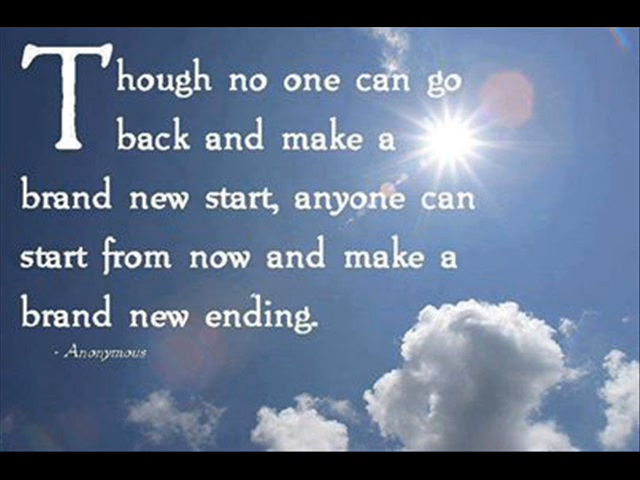 Though no one can go
back and make a
brand new start, anyone can
start from now and make a
brand new ending.
- Anonymous